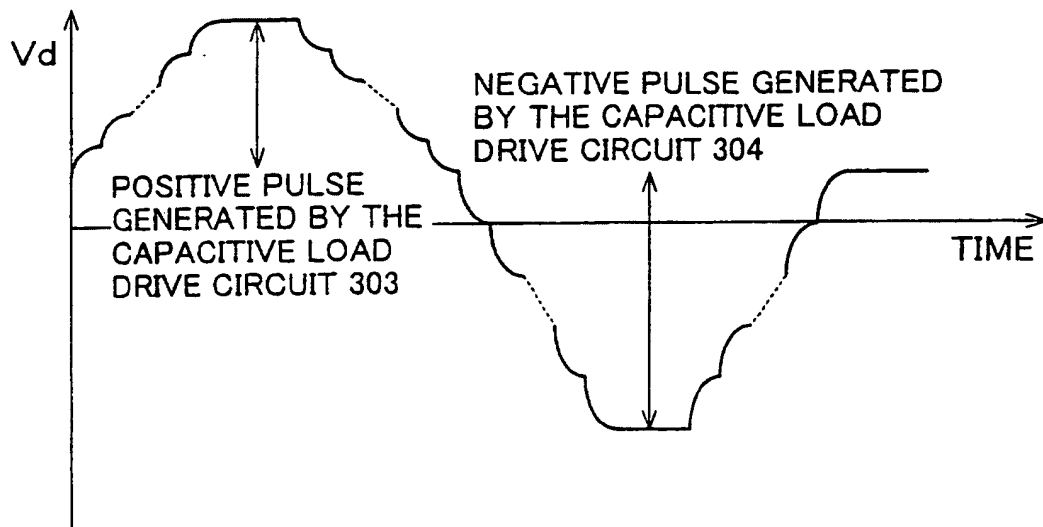 Vd
NEGATIVE PULSE GENERATED
BY THE CAPACITIVE LOAD
DRIVE CIRCUIT 304
POSITIVE PULSE
GENERATED BY THE
CAPACITIVE LOAD
DRIVE CIRCUIT 303
TIME